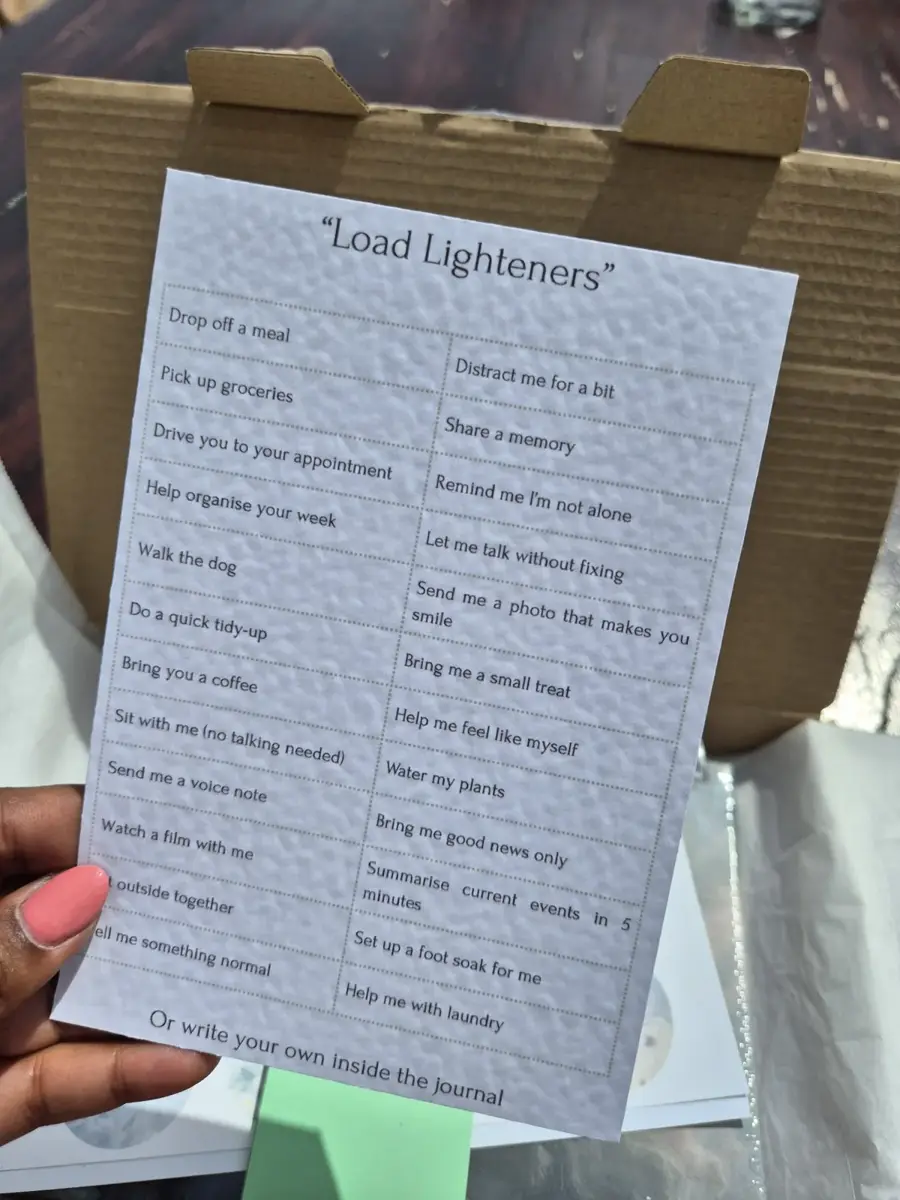 “Load Lighteners”
Drop off a meal
Pick up groceries
Drive you to your appointment
Help organise your week
Walk the dog
Do a quick tidy-up
Bring you a coffee
Sit with me (no talking needed)
Send me a voice note
Watch a film with me
outside together
ell me something normal
Distract me for a bit
Share a memory
Remind me I’m not alone
Let me talk without fixing
Send me a photo that makes you
smile
Bring me a small treat
Help me feel like myself
Water my plants
Bring me good news only
Summarise current events in 5
minutes
Set up a foot soak for me
Help me with laundry
Or write your own inside the journal